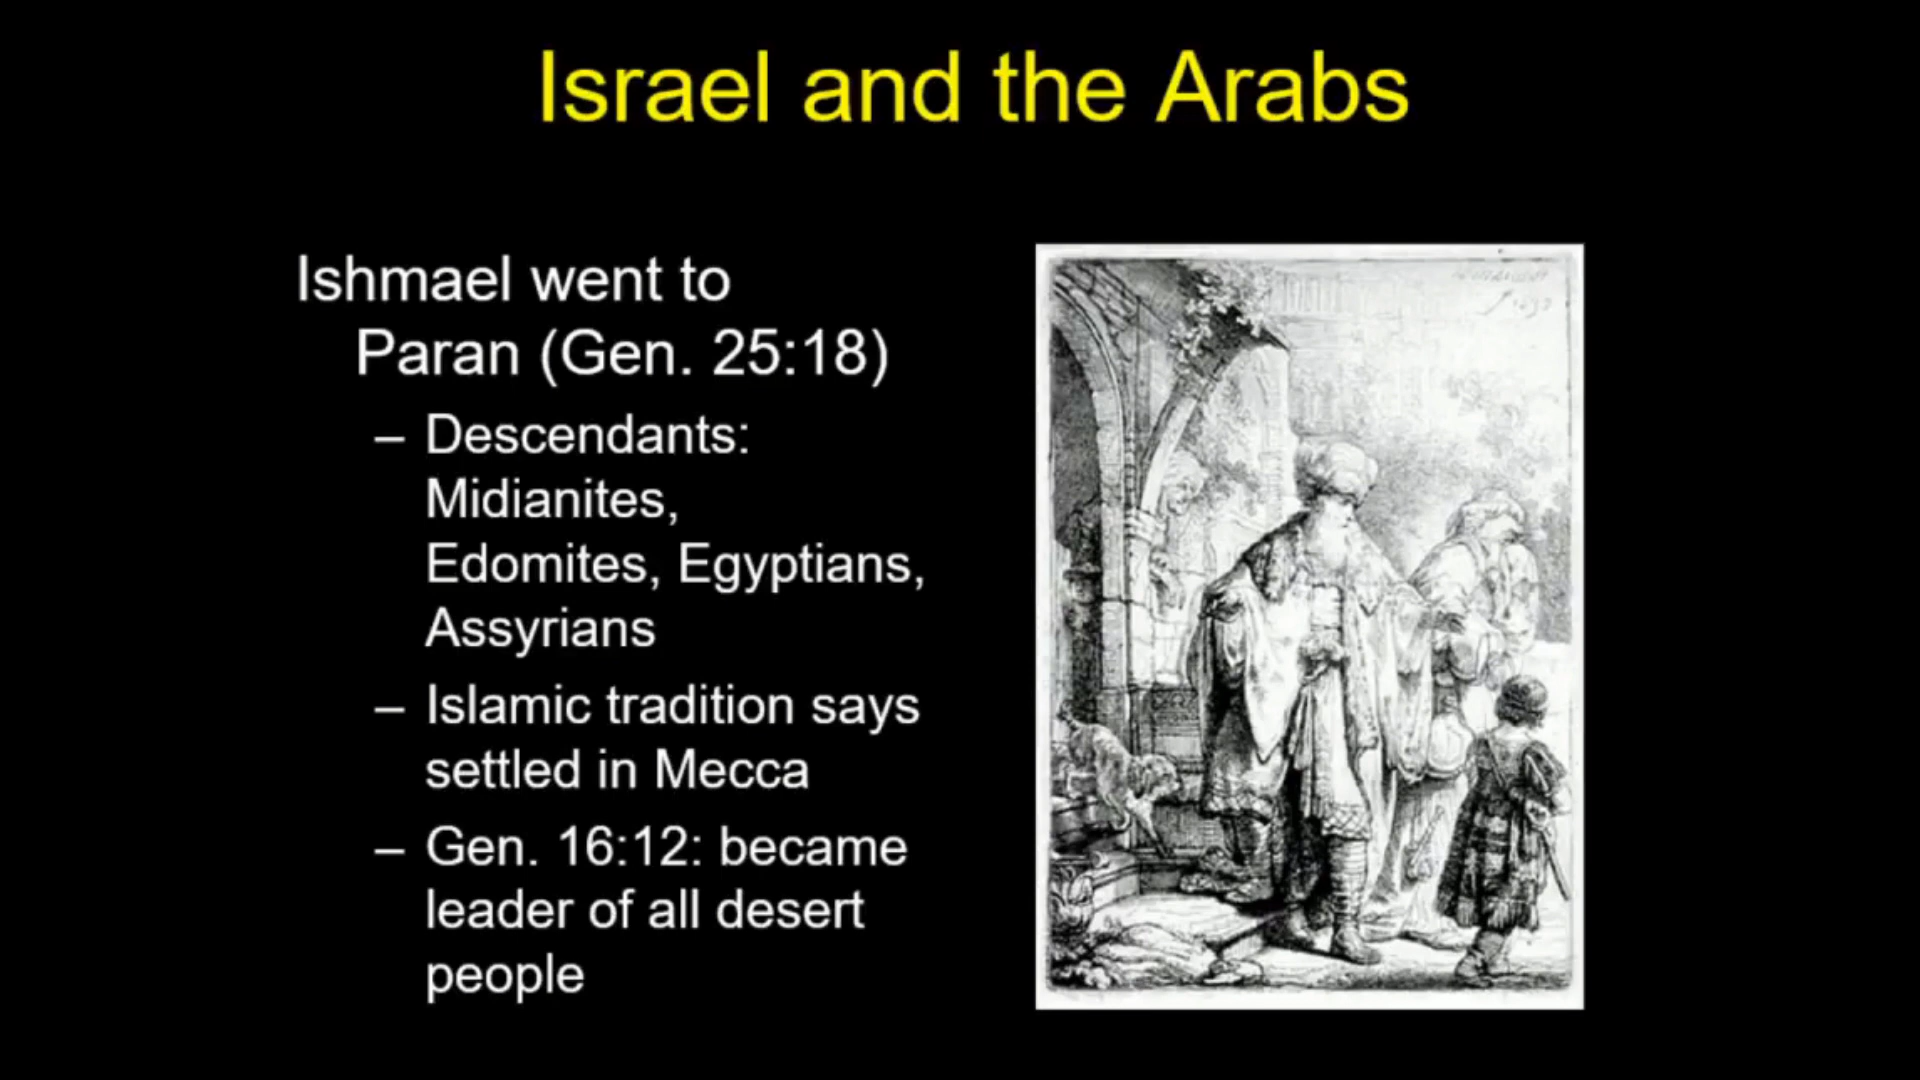 Israel and the Arabs
Ishmael went to
Paran (Gen. 25:18)
– Descendants:
Midianites,
Edomites, Egyptians,
Assyrians
– Islamic tradition says
settled in Mecca
– Gen. 16:12: became
leader of all desert
people